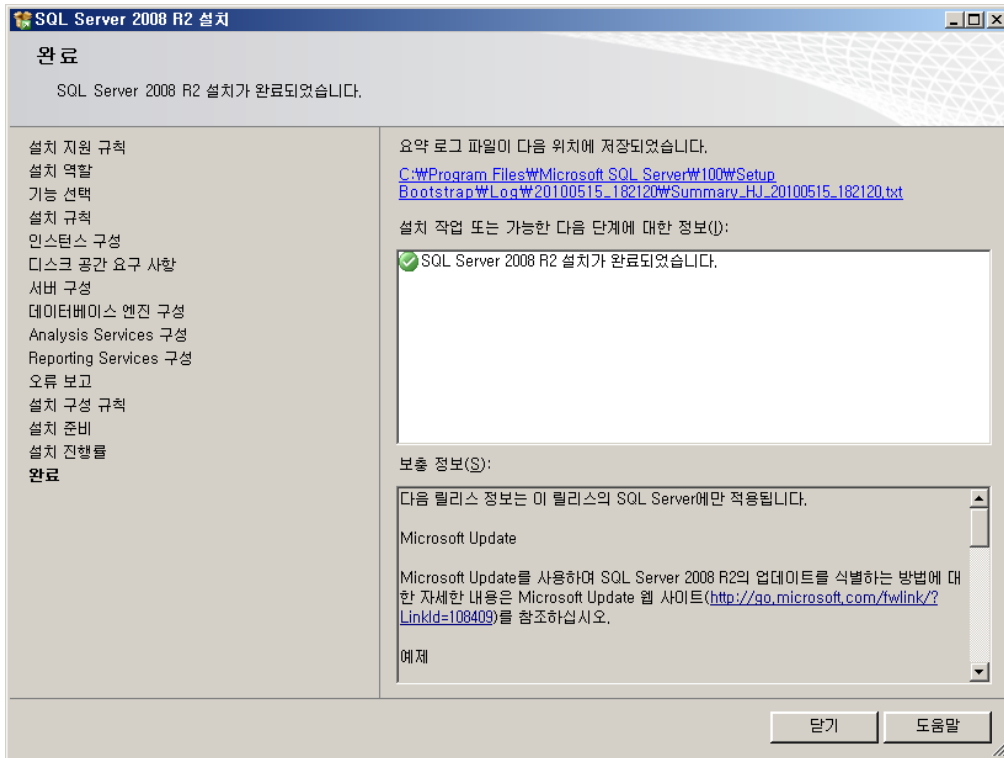 SQL Server 2008 R2 설치
완료
SQL Server 2008 R2 설치가 완료되었습니다.
설치 지원 규칙
설치 역할
기능 선택
설치 규칙
인스턴스 구성
디스크 공간 요구 사항
서버 구성
데이터베이스 엔진 구성
Analysis Services 구성
Reporting Services 구성
오류 보고
설치 구성 규칙
설치 준비
설치 진행률
완료
요약 로그 파일이 다음 위치에 저장되었습니다.
C:₩Program Files₩Microsoft SQL Server₩100₩Setup
Bootstrap₩Log₩20100515_182120₩Summary_HJ_20100515_182120.txt
설치 작업 또는 가능한 다음 단계에 대한 정보(I):
SQL Server 2008 R2 설치가 완료되었습니다.
보충 정보(S):
다음 릴리스 정보는 이 릴리스의 SQL Server에만 적용됩니다.
Microsoft Update
Microsoft Update를 사용하여 SQL Server 2008 R2의 업데이트를 식별하는 방법에 대
한 자세한 내용은 Microsoft Update 웹 사이트(http://go.microsoft.com/fwlink/?
LinkId=108409)를 참조하십시오.
예제
닫기
도움말